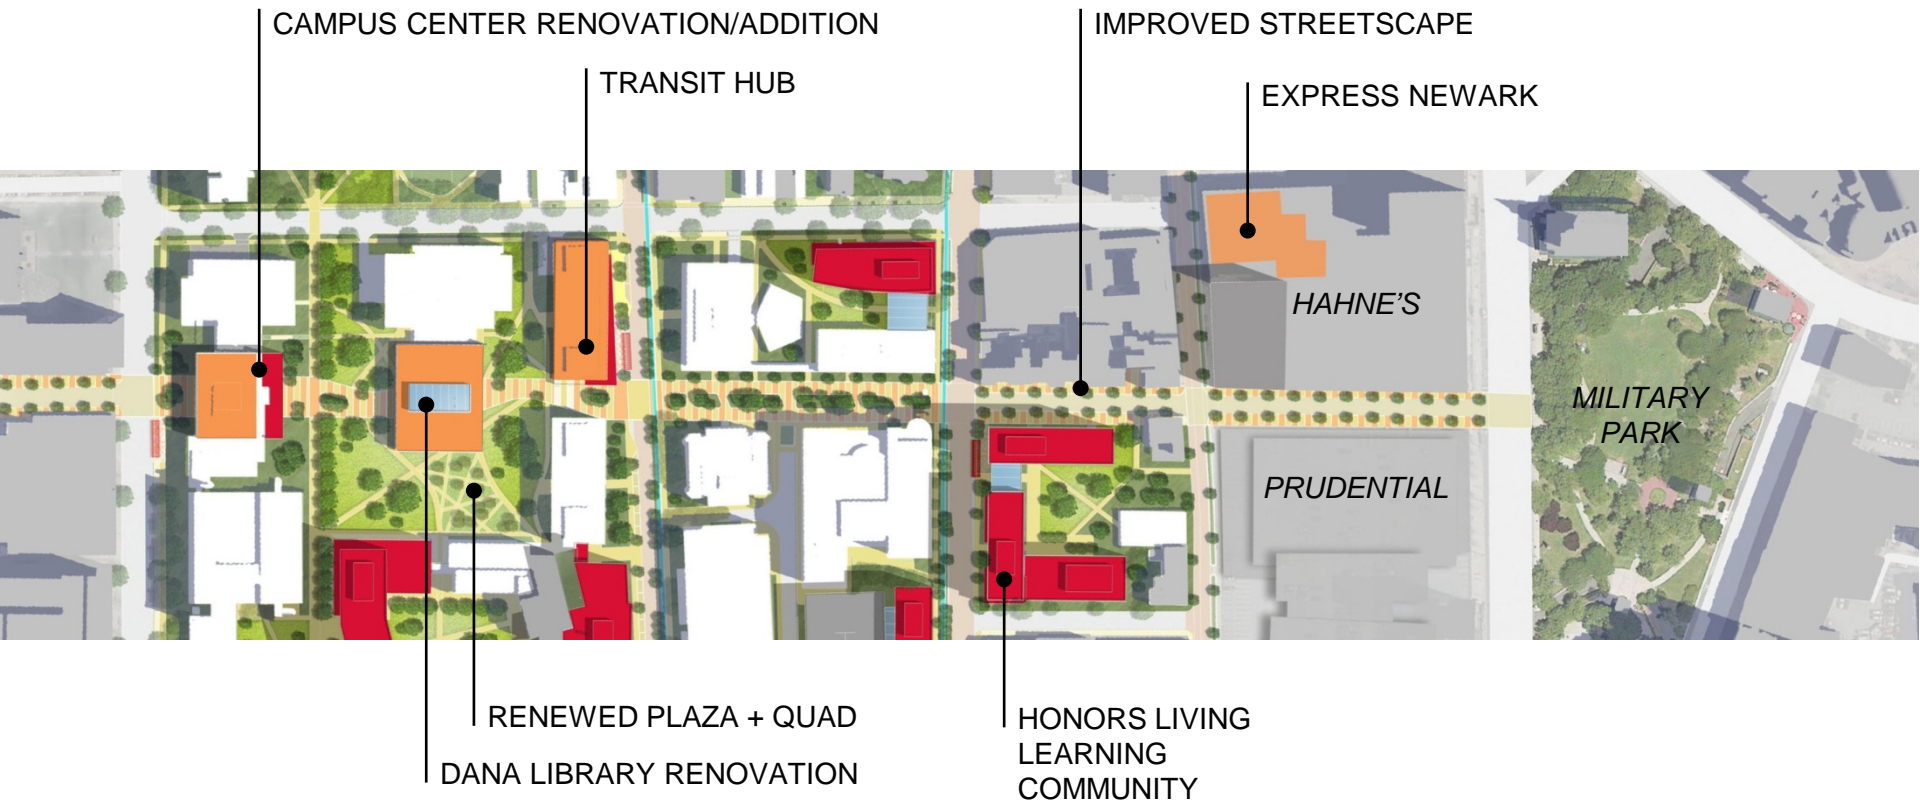 CAMPUS CENTER RENOVATION/ADDITION
IMPROVED STREETSCAPE
TRANSIT HUB
EXPRESS NEWARK
HAHNE'S
MILITARY
PARK
PRUDENTIAL
RENEWED PLAZA + QUAD
DANA LIBRARY RENOVATION
HONORS LIVING
LEARNING
COMMUNITY